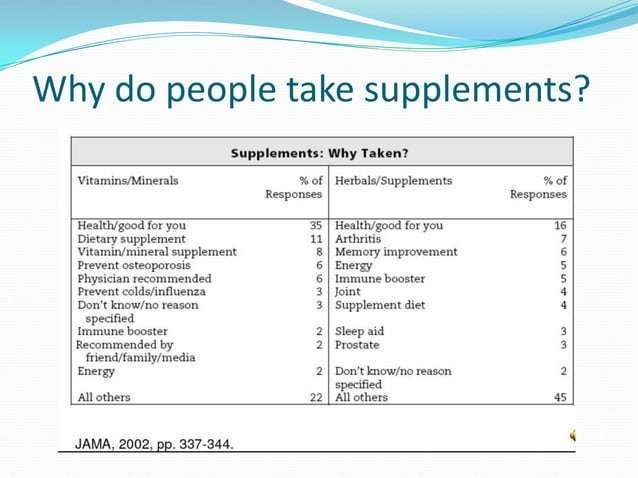 Why do people take supplements?
Supplements: Why Taken?
Vitamins/Minerals % of Responses Herbals/Supplements % of Responses
Health/good for you 35 Health/good for you 16
Dietary supplement 11 Arthritis 7
Vitamin/mineral supplement 8 Memory improvement 6
Prevent osteoporosis 6 Energy 5
Physician recommended 6 Immune booster 5
Prevent colds/influenza 3 Joint 4
Don't know/no reason 3 Supplement diet 4
specified
Immune booster 2 Sleep aid 3
Recommended by 2 Prostate 3
friend/family/media
Energy 2 Don't know/no reason 2
specified
All others 22 All others 45
JAMA, 2002, pp. 337-344.